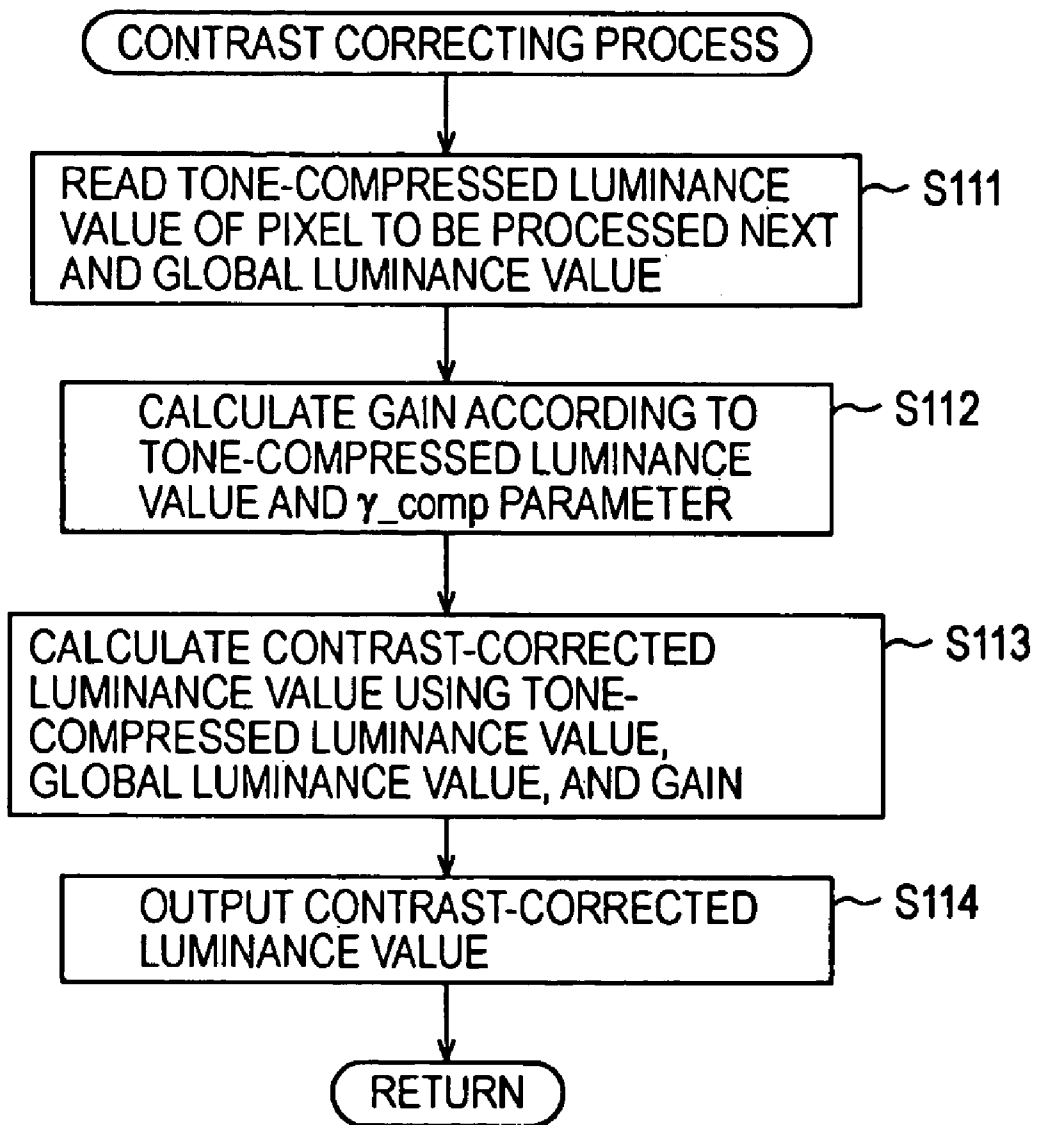 CONTRAST CORRECTING PROCESS
READ TONE-COMPRESSED LUMINANCE
VALUE OF PIXEL TO BE PROCESSED NEXT
AND GLOBAL LUMINANCE VALUE
S111
CALCULATE GAIN ACCORDING TO
TONE-COMPRESSED LUMINANCE
VALUE AND γ_comp PARAMETER
S112
CALCULATE CONTRAST-CORRECTED
LUMINANCE VALUE USING TONE-
COMPRESSED LUMINANCE VALUE,
GLOBAL LUMINANCE VALUE, AND GAIN
S113
OUTPUT CONTRAST-CORRECTED
LUMINANCE VALUE
S114
RETURN